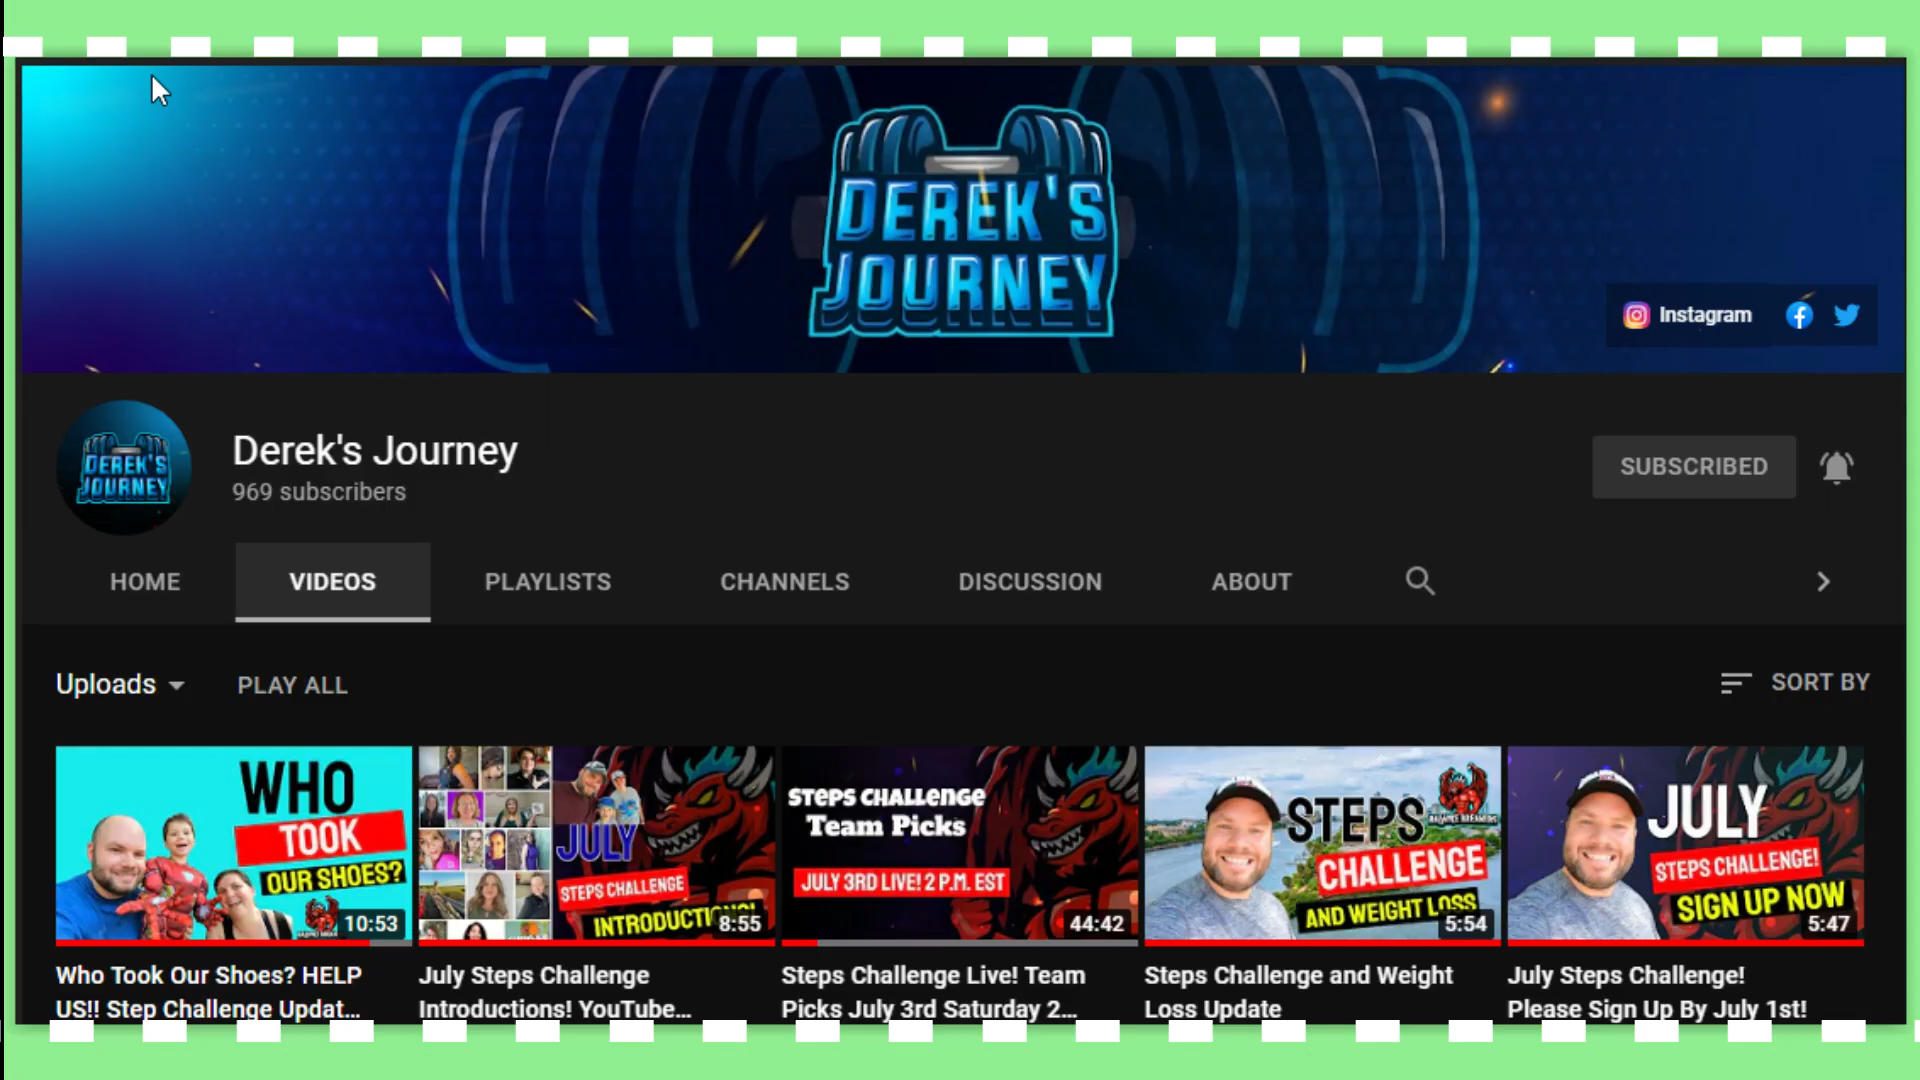 DEREK'S
JOURNEY
Instagram
DEREK'S
JOURNEY
Derek's Journey
969 subscribers
SUBSCRIBED
HOME
VIDEOS
PLAYLISTS
CHANNELS
DISCUSSION
ABOUT
Uploads
PLAY ALL
SORT BY
WHO
TOOK
OUR SHOES?
10:53
JULY
STEPS CHALLENGE
INTRODUCTIONS!
8:55
STEPS CHALLENGE
Team Picks
JULY 3RD LIVE! 2 P.M. EST
44:42
STEPS
CHALLENGE
AND WEIGHT LOSS
5:54
JULY
STEPS CHALLENGE!
SIGN UP NOW
5:47
Who Took Our Shoes? HELP
US!! Step Challenge Updat...
July Steps Challenge
Introductions! YouTube...
Steps Challenge Live! Team
Picks July 3rd Saturday 2...
Steps Challenge and Weight
Loss Update
July Steps Challenge!
Please Sign Up By July 1st!